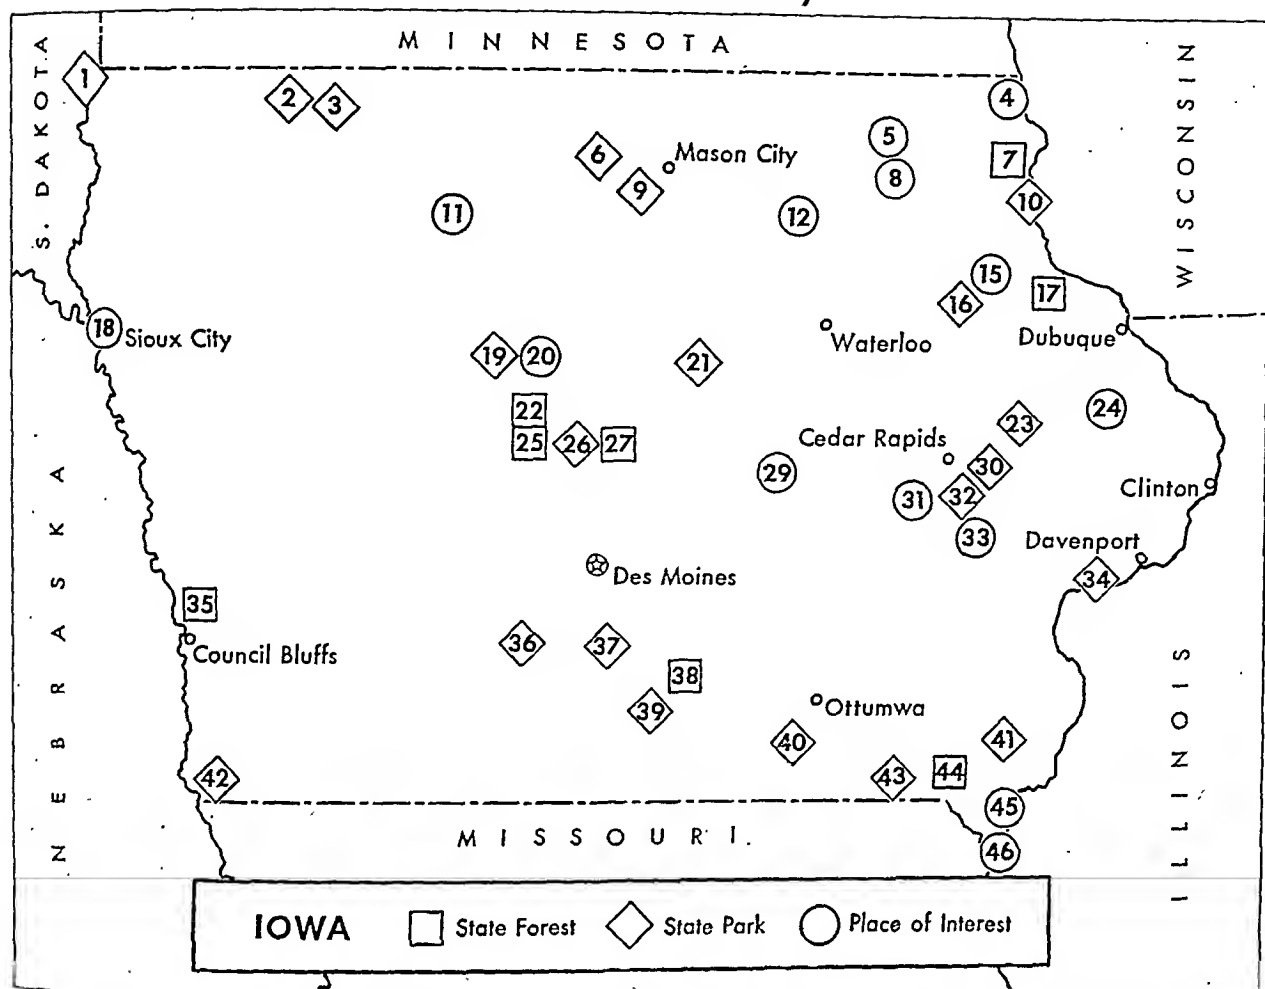 MINNESOTA
S. DAKOTA
WISCONSIN
1
2
3
4
5
6
Mason City
7
8
9
10
11
12
15
16
17
18
Sioux City
Waterloo
Dubuque
19
20
21
22
23
24
25
26
27
Cedar Rapids
29
30
31
32
Clinton
33
Davenport
34
Des Moines
NEBRASKA
35
Council Bluffs
36
37
38
39
Ottumwa
40
41
42
43
44
45
46
ILLINOIS
MISSOURI.
IOWA State Forest State Park Place of Interest